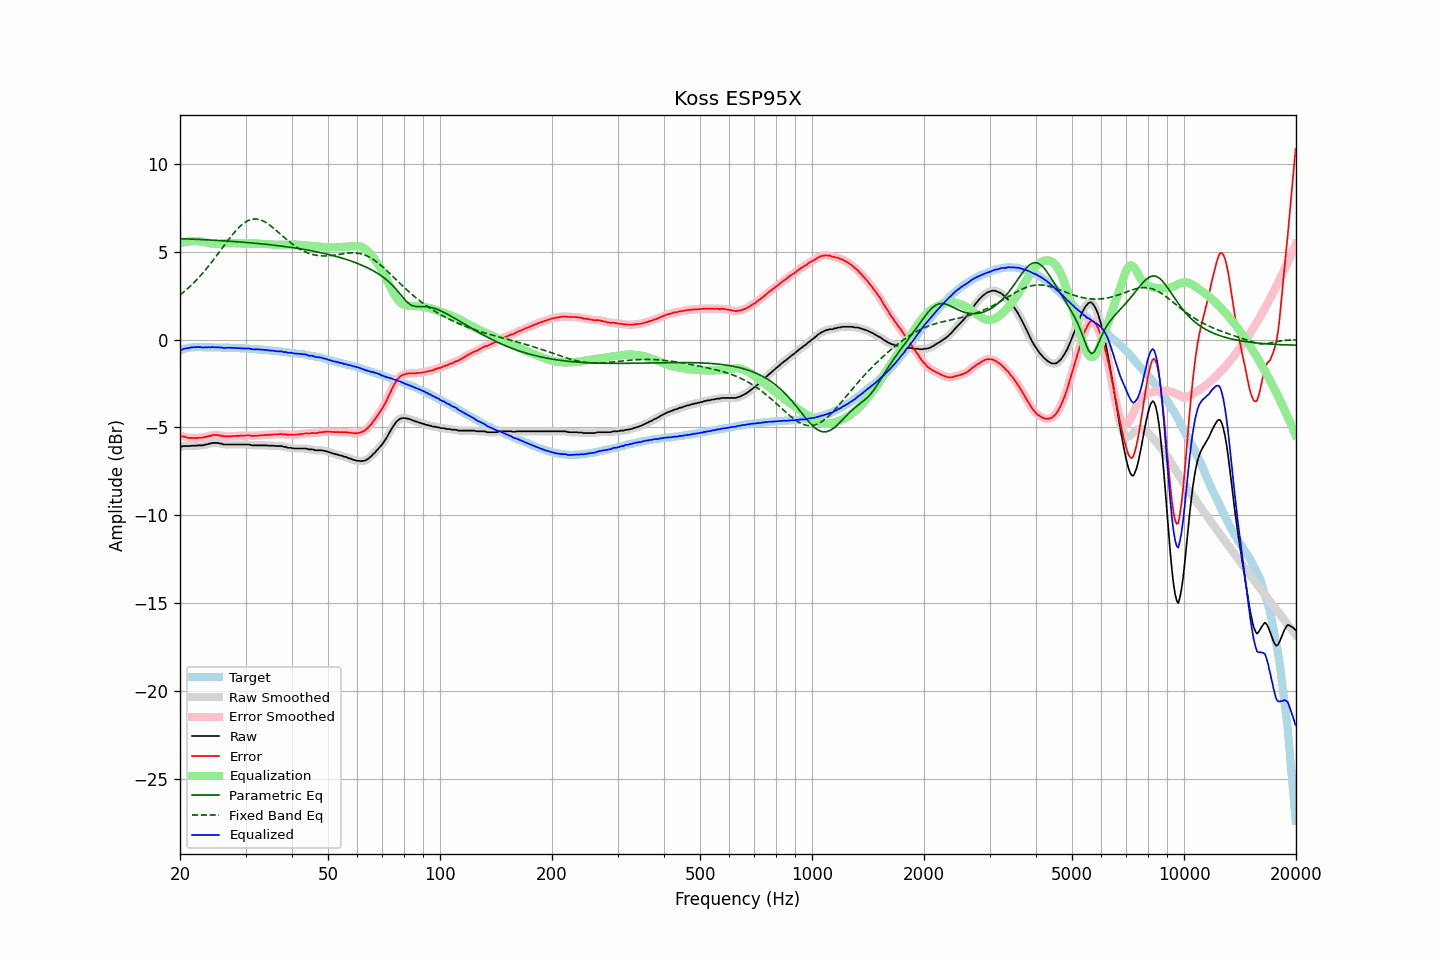 Koss ESP95X
Amplitude (dBr)
10
5
0
−5
−10
−15
−20
−25
Target
Raw Smoothed
Error Smoothed
Raw
Error
Equalization
Parametric Eq
Fixed Band Eq
Equalized
20 50 100 200 500 1000 2000 5000 10000 20000
Frequency (Hz)